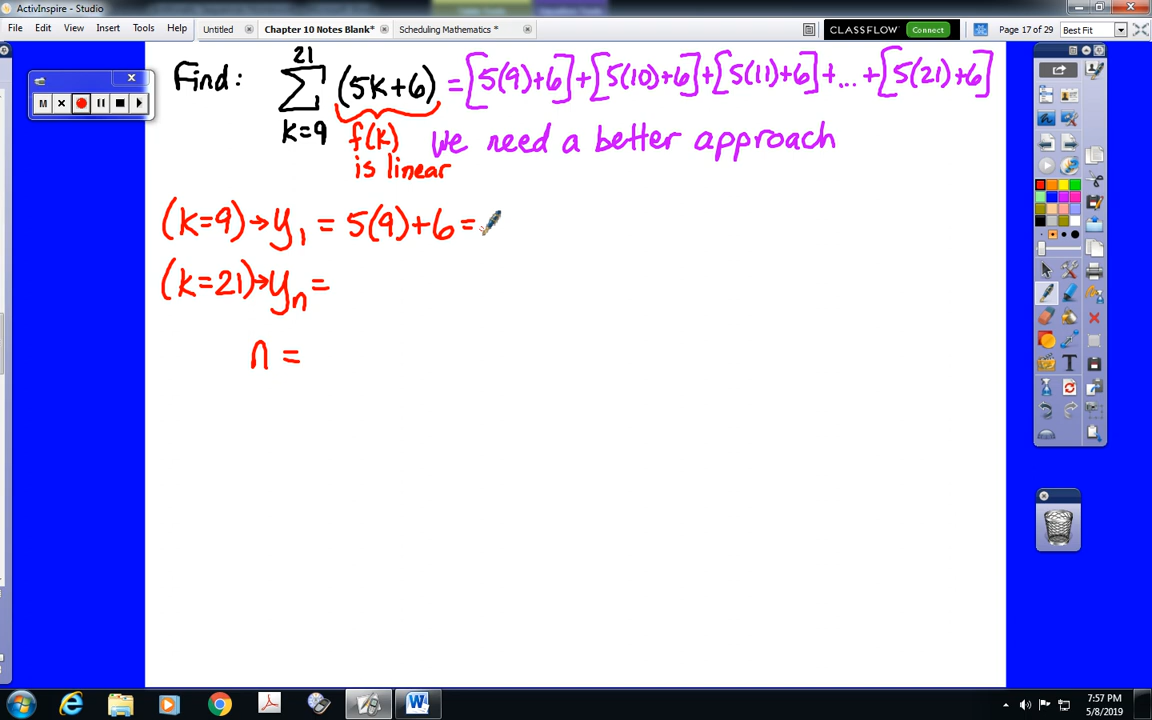 ActivInspire - Studio
File Edit View Insert Tools Help Untitled Chapter 10 Notes Blank* Scheduling Mathematics * CLASSFLOW Connect Page 17 of 29 Best Fit
M
Find: 21 ∑ k=9 (5k+6) = [5(9)+6]+[5(10)+6]+[5(11)+6]+...+[5(21)+6]
f(k) is linear
We need a better approach
(k=9)→y₁ = 5(9)+6=
(k=21)→yₙ =
n =
T
W
7:57 PM
5/8/2019